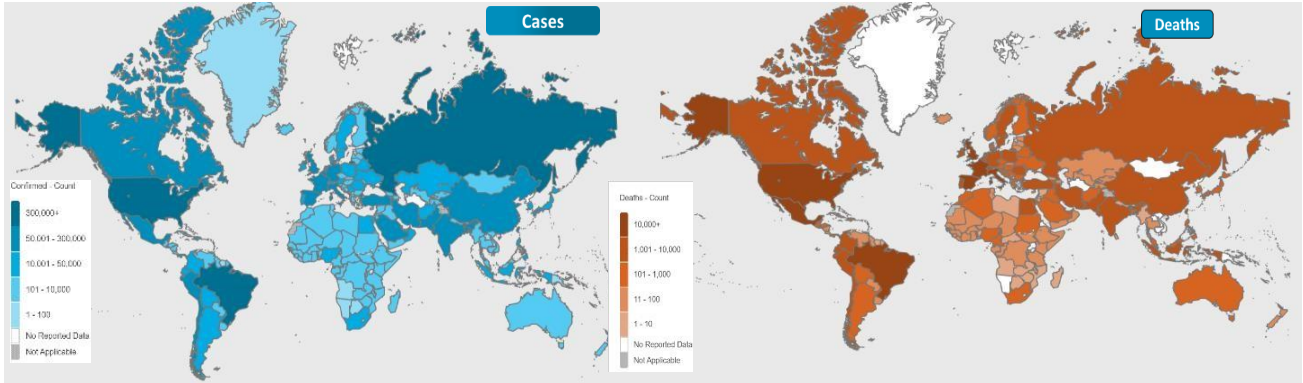 Cases
Deaths
Confirmed - Count
300,000+
50,001 - 300,000
10,001 - 50,000
101 - 10,000
1 - 100
No Reported Data
Not Applicable
Deaths - Count
10,000+
1,001 - 10,000
101 - 1,000
11 - 100
1 - 10
No Reported Data
Not Applicable